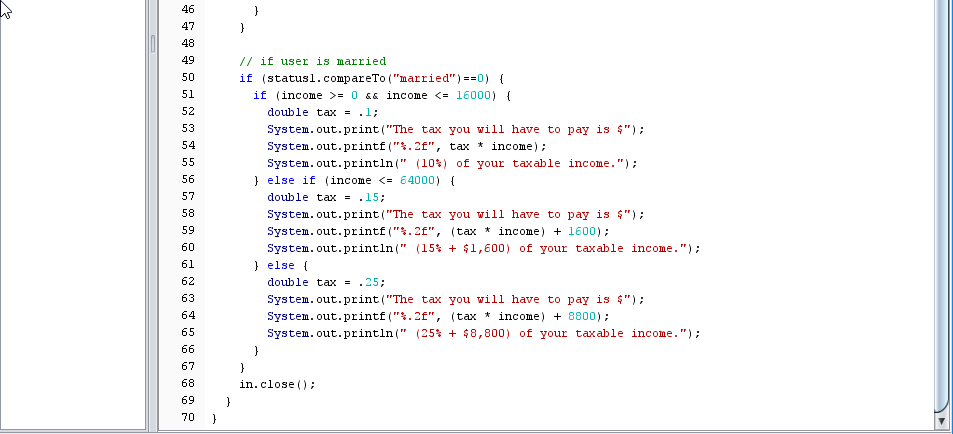 46 }
47 }
48
49 // if user is married
50 if (status1.compareTo("married")==0) {
51 if (income >= 0 && income <= 16000) {
52 double tax = .1;
53 System.out.print("The tax you will have to pay is $");
54 System.out.printf("%.2f", tax * income);
55 System.out.println(" (10%) of your taxable income.");
56 } else if (income <= 64000) {
57 double tax = .15;
58 System.out.print("The tax you will have to pay is $");
59 System.out.printf("%.2f", (tax * income) + 1600);
60 System.out.println(" (15% + $1,600) of your taxable income.");
61 } else {
62 double tax = .25;
63 System.out.print("The tax you will have to pay is $");
64 System.out.printf("%.2f", (tax * income) + 8800);
65 System.out.println(" (25% + $8,800) of your taxable income.");
66 }
67 }
68 in.close();
69 }
70 }